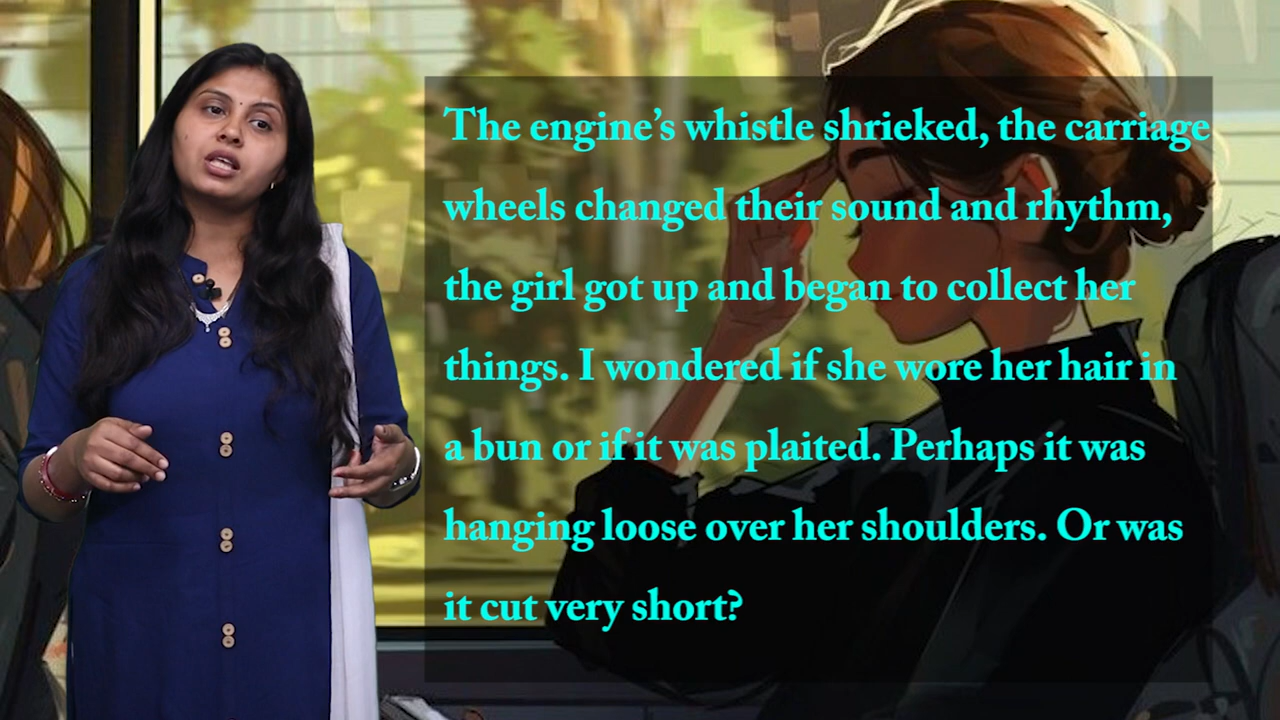 The engine’s whistle shrieked, the carriage
wheels changed their sound and rhythm,
the girl got up and began to collect her
things. I wondered if she wore her hair in
a bun or if it was plaited. Perhaps it was
hanging loose over her shoulders. Or was
it cut very short?